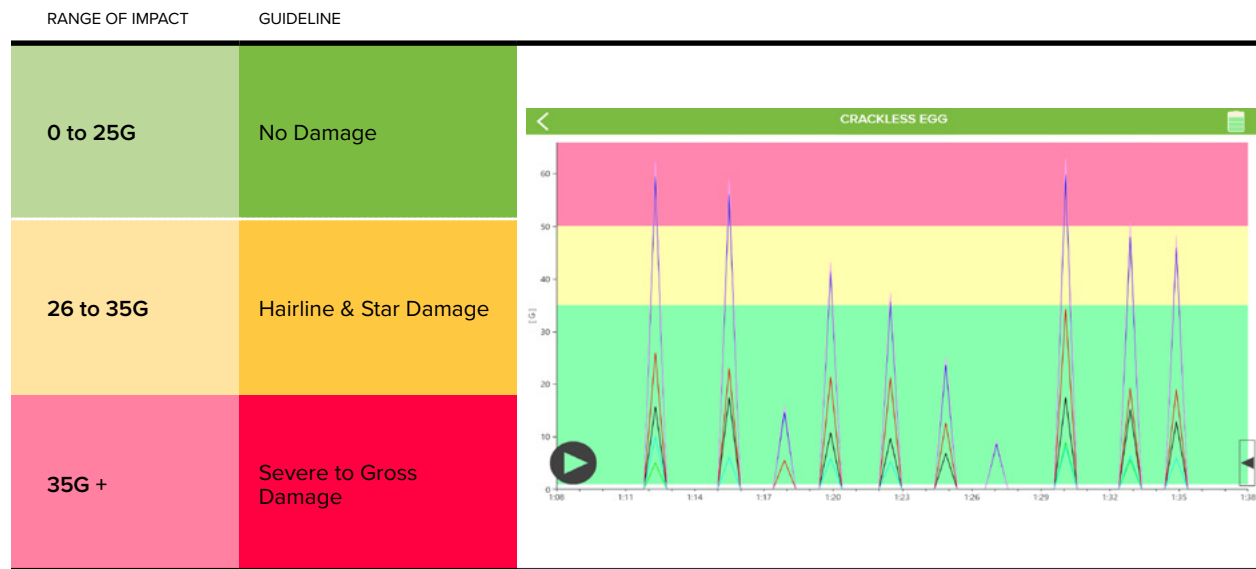 RANGE OF IMPACT GUIDELINE
0 to 25G No Damage
26 to 35G Hairline & Star Damage
35G + Severe to Gross
Damage
CRACKLESS EGG
60
50
40
[G]
30
20
10
0
1:08 1:11 1:14 1:17 1:20 1:23 1:26 1:29 1:32 1:35 1:38